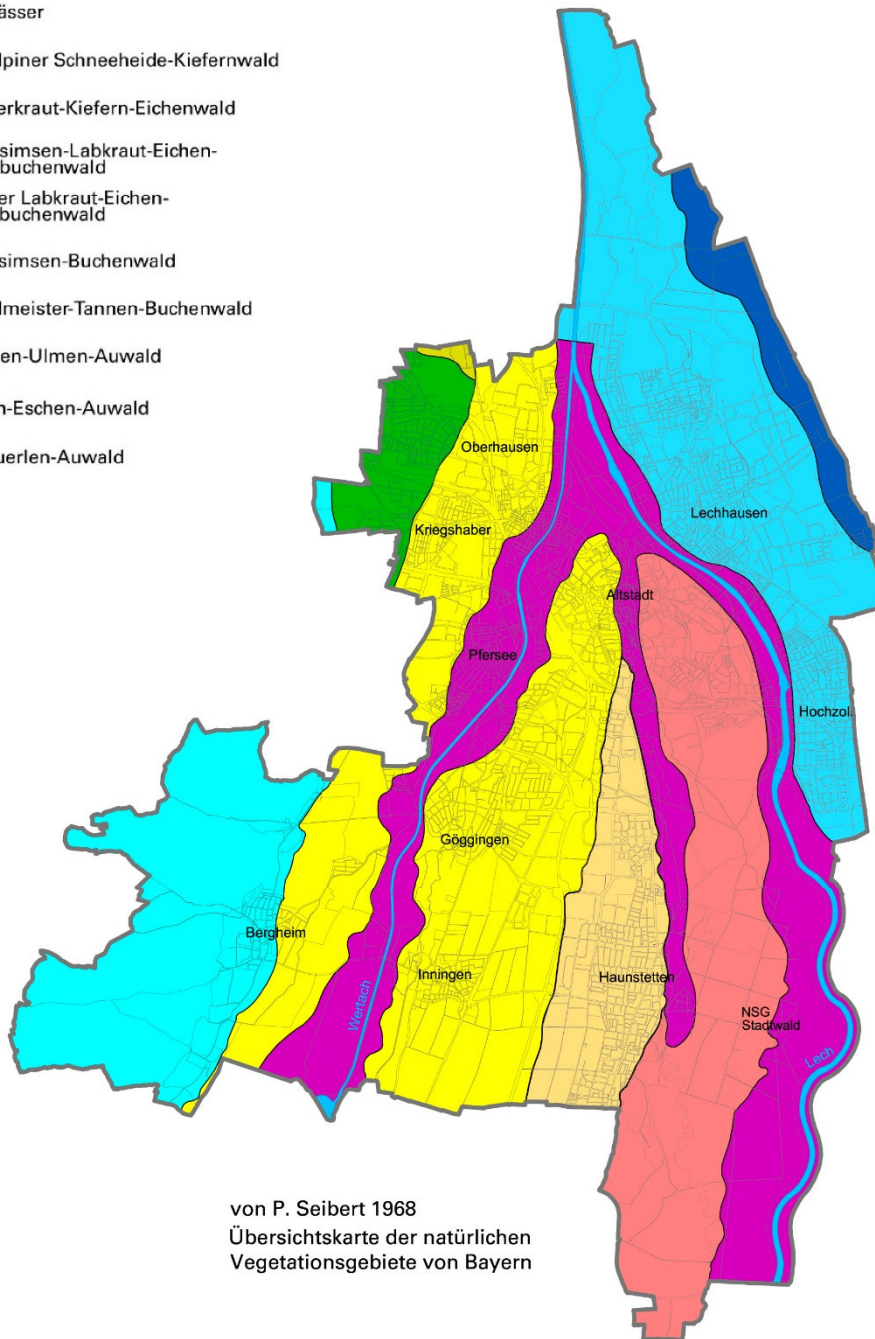 ässer
lpiner Schneeheide-Kiefernwald
erkraut-Kiefern-Eichenwald
simsen-Labkraut-Eichen-
buchenwald
er Labkraut-Eichen-
buchenwald
simsen-Buchenwald
lmeister-Tannen-Buchenwald
en-Ulmen-Auwald
n-Eschen-Auwald
uerlen-Auwald
Oberhausen
Kriegshaber
Lechhausen
Altstadt
Pfersee
Hochzol
Göggingen
Bergheim
Inningen
Haunstetten
Wertach
NSG
Stadtwald
Lech
von P. Seibert 1968
Übersichtskarte der natürlichen
Vegetationsgebiete von Bayern